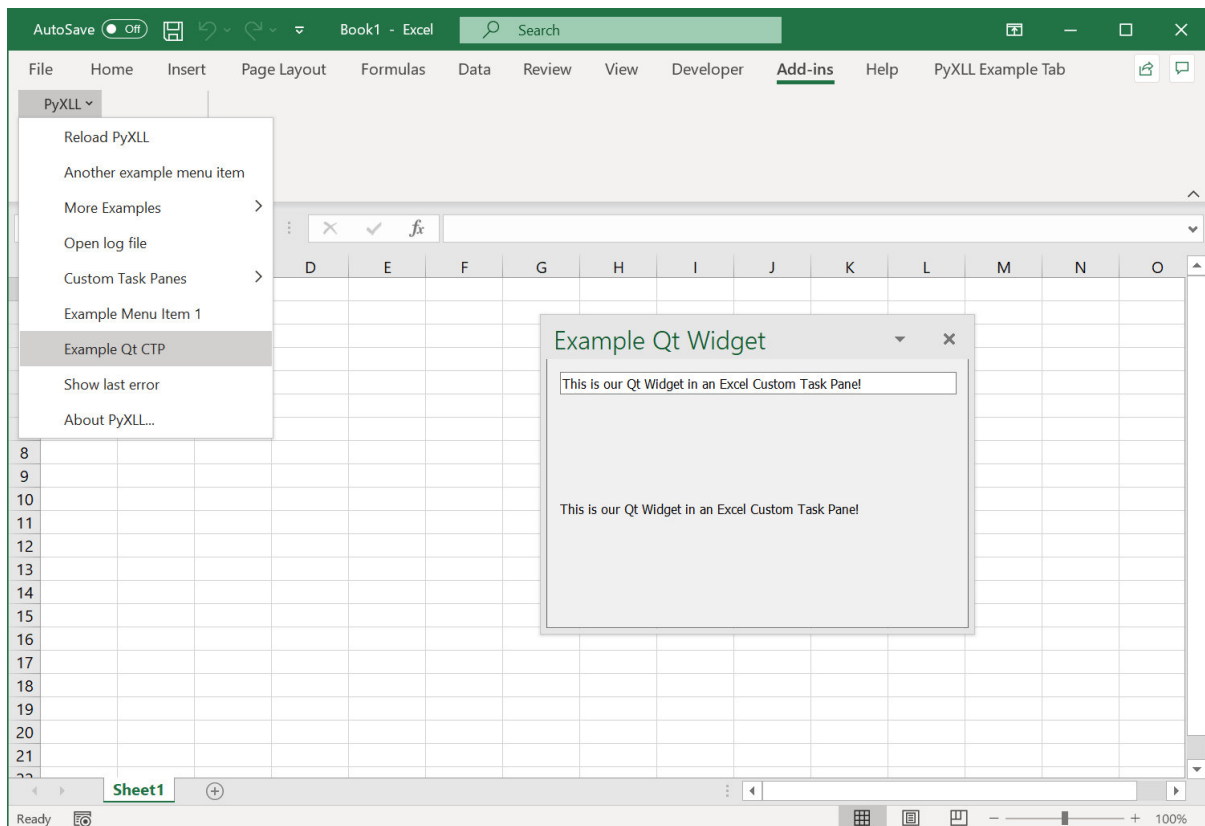 AutoSave Off Book1 - Excel Search
File Home Insert Page Layout Formulas Data Review View Developer Add-ins Help PyXLL Example Tab
PyXLL
Reload PyXLL
Another example menu item
More Examples
Open log file
Custom Task Panes
Example Menu Item 1
Example Qt CTP
Show last error
About PyXLL...
fx
D E F G H I J K L M N O
Example Qt Widget
This is our Qt Widget in an Excel Custom Task Pane!
This is our Qt Widget in an Excel Custom Task Pane!
8
9
10
11
12
13
14
15
16
17
18
19
20
21
Sheet1
Ready 100%